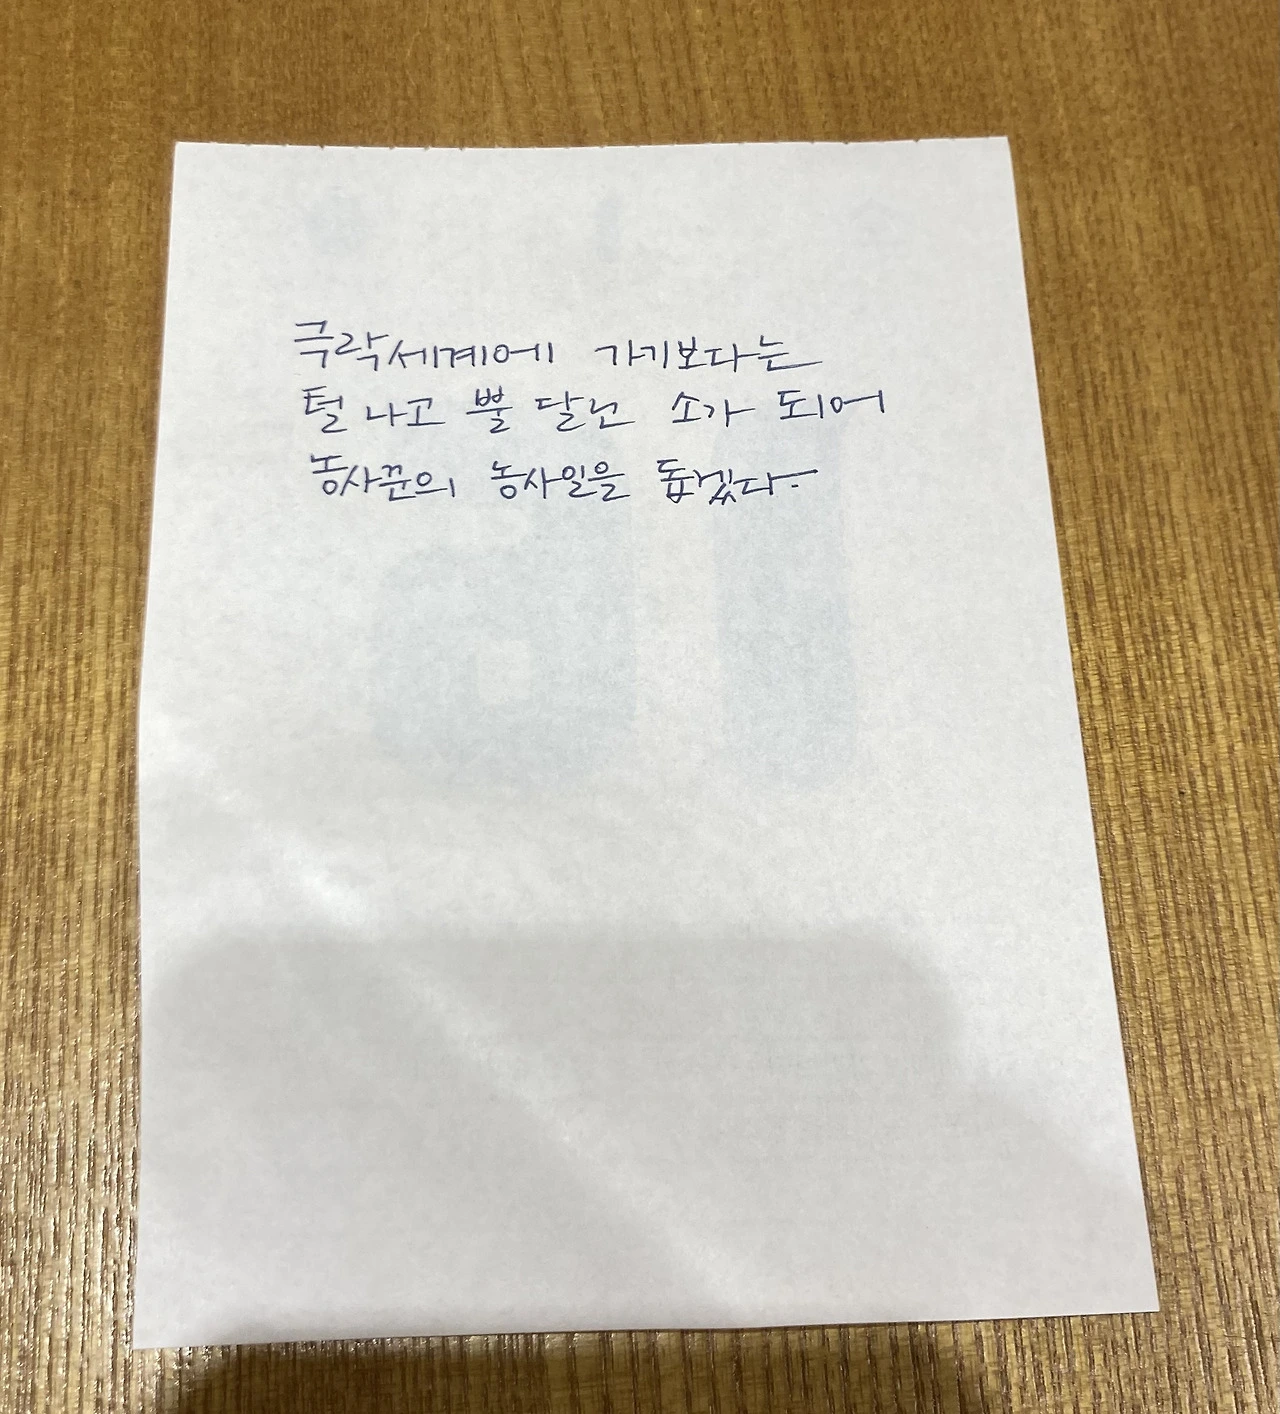 극락세계에 가기보다는
털 나고 뿔 달린 소가 되어
농사꾼의 농사일을 돕겠다.